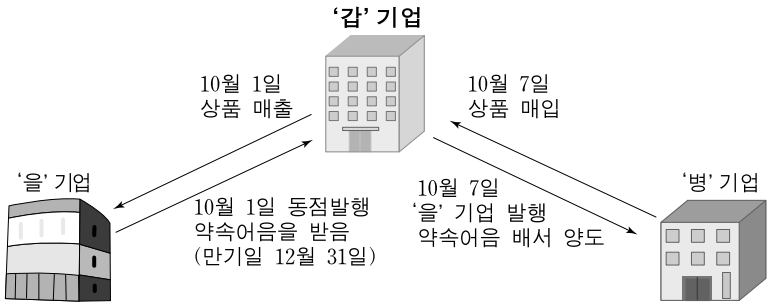 ‘갑’ 기업
10월 1일
상품 매출
10월 7일
상품 매입
‘을’ 기업
10월 1일 동점발행
약속어음을 받음
(만기일 12월 31일)
10월 7일
‘을’ 기업 발행
약속어음 배서 양도
‘병’ 기업